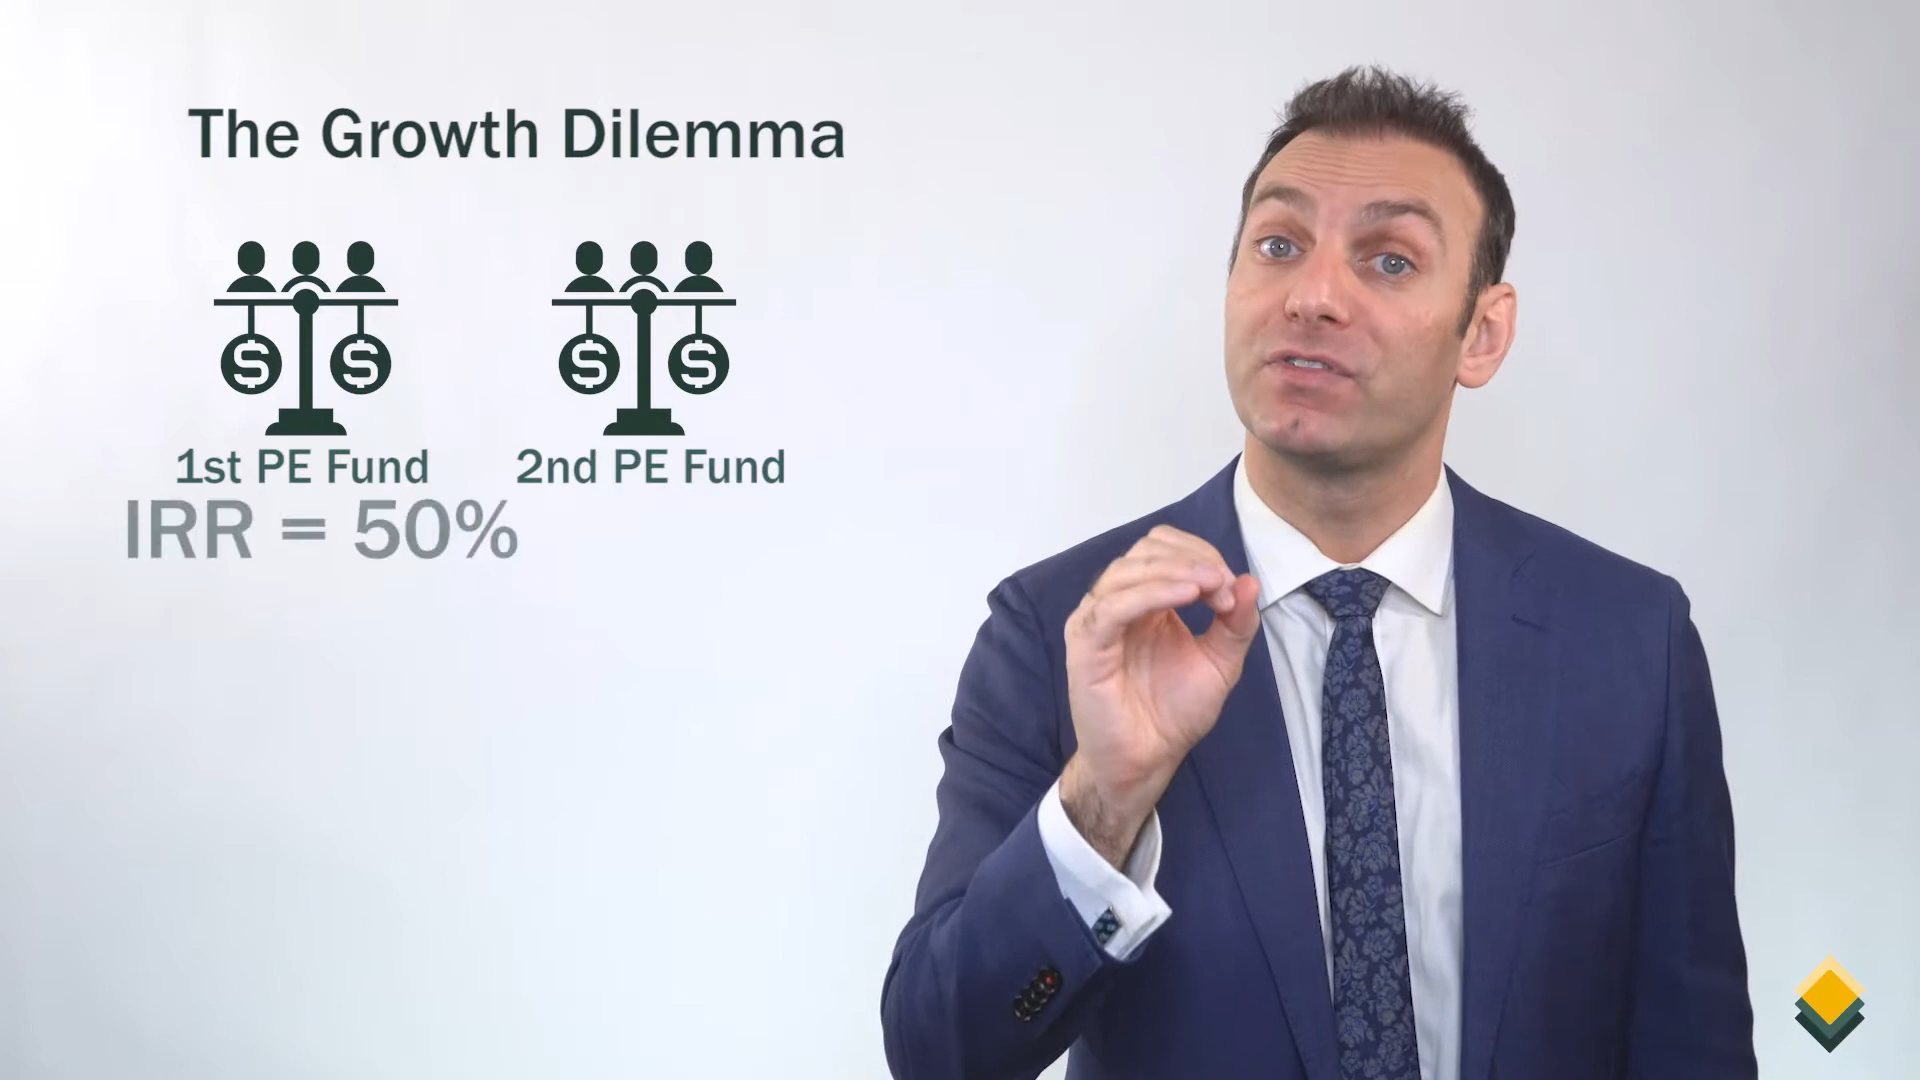 The Growth Dilemma
$ $ $ $
1st PE Fund 2nd PE Fund
IRR = 50%